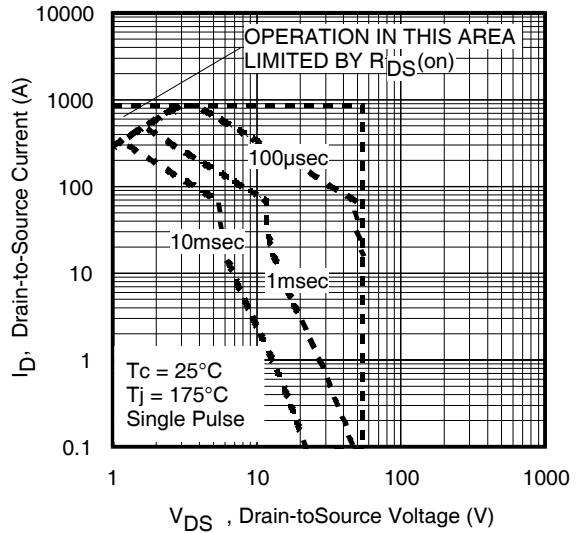 10000
OPERATION IN THIS AREA
LIMITED BY RDS(on)
1000
100µsec
100
10msec
10
1msec
1
Tc = 25°C
Tj = 175°C
Single Pulse
0.1
1 10 100 1000
ID, Drain-to-Source Current (A)
VDS , Drain-toSource Voltage (V)